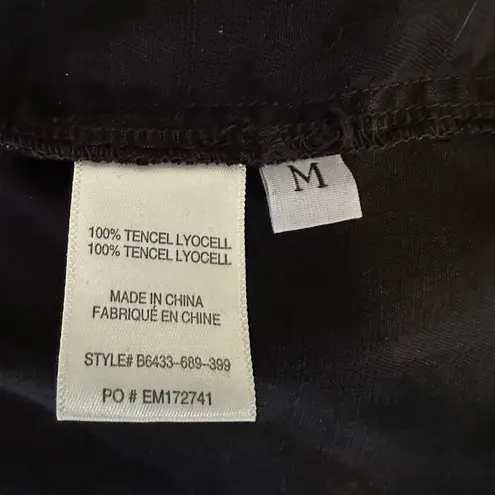 M
100% TENCEL LYOCELL
100% TENCEL LYOCELL
MADE IN CHINA
FABRIQUÉ EN CHINE
STYLE# B6433-689-399
PO # EM172741